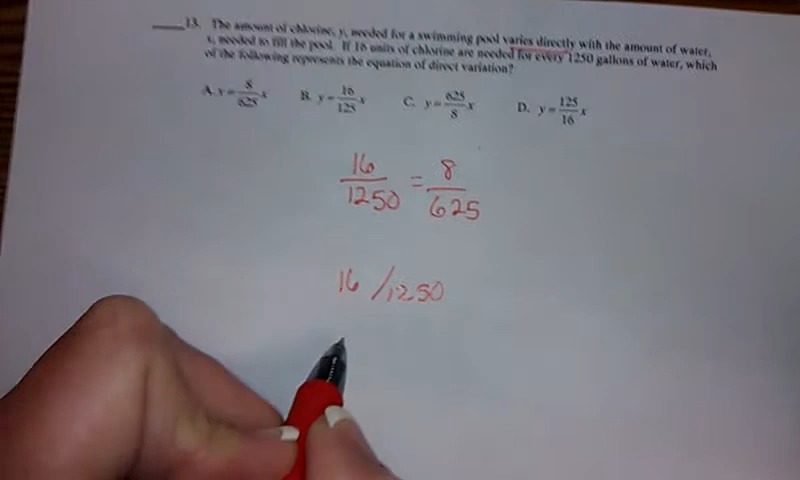 ____13. The amount of chlorine, y, needed for a swimming pool varies directly with the amount of water,
x, needed to fill the pool. If 16 units of chlorine are needed for every 1250 gallons of water, which
of the following represents the equation of direct variation?
A. y = 8/625 x B. y = 16/125 x C. y = 625/8 x D. y = 125/16 x
16/1250 = 8/625
16 / 1250